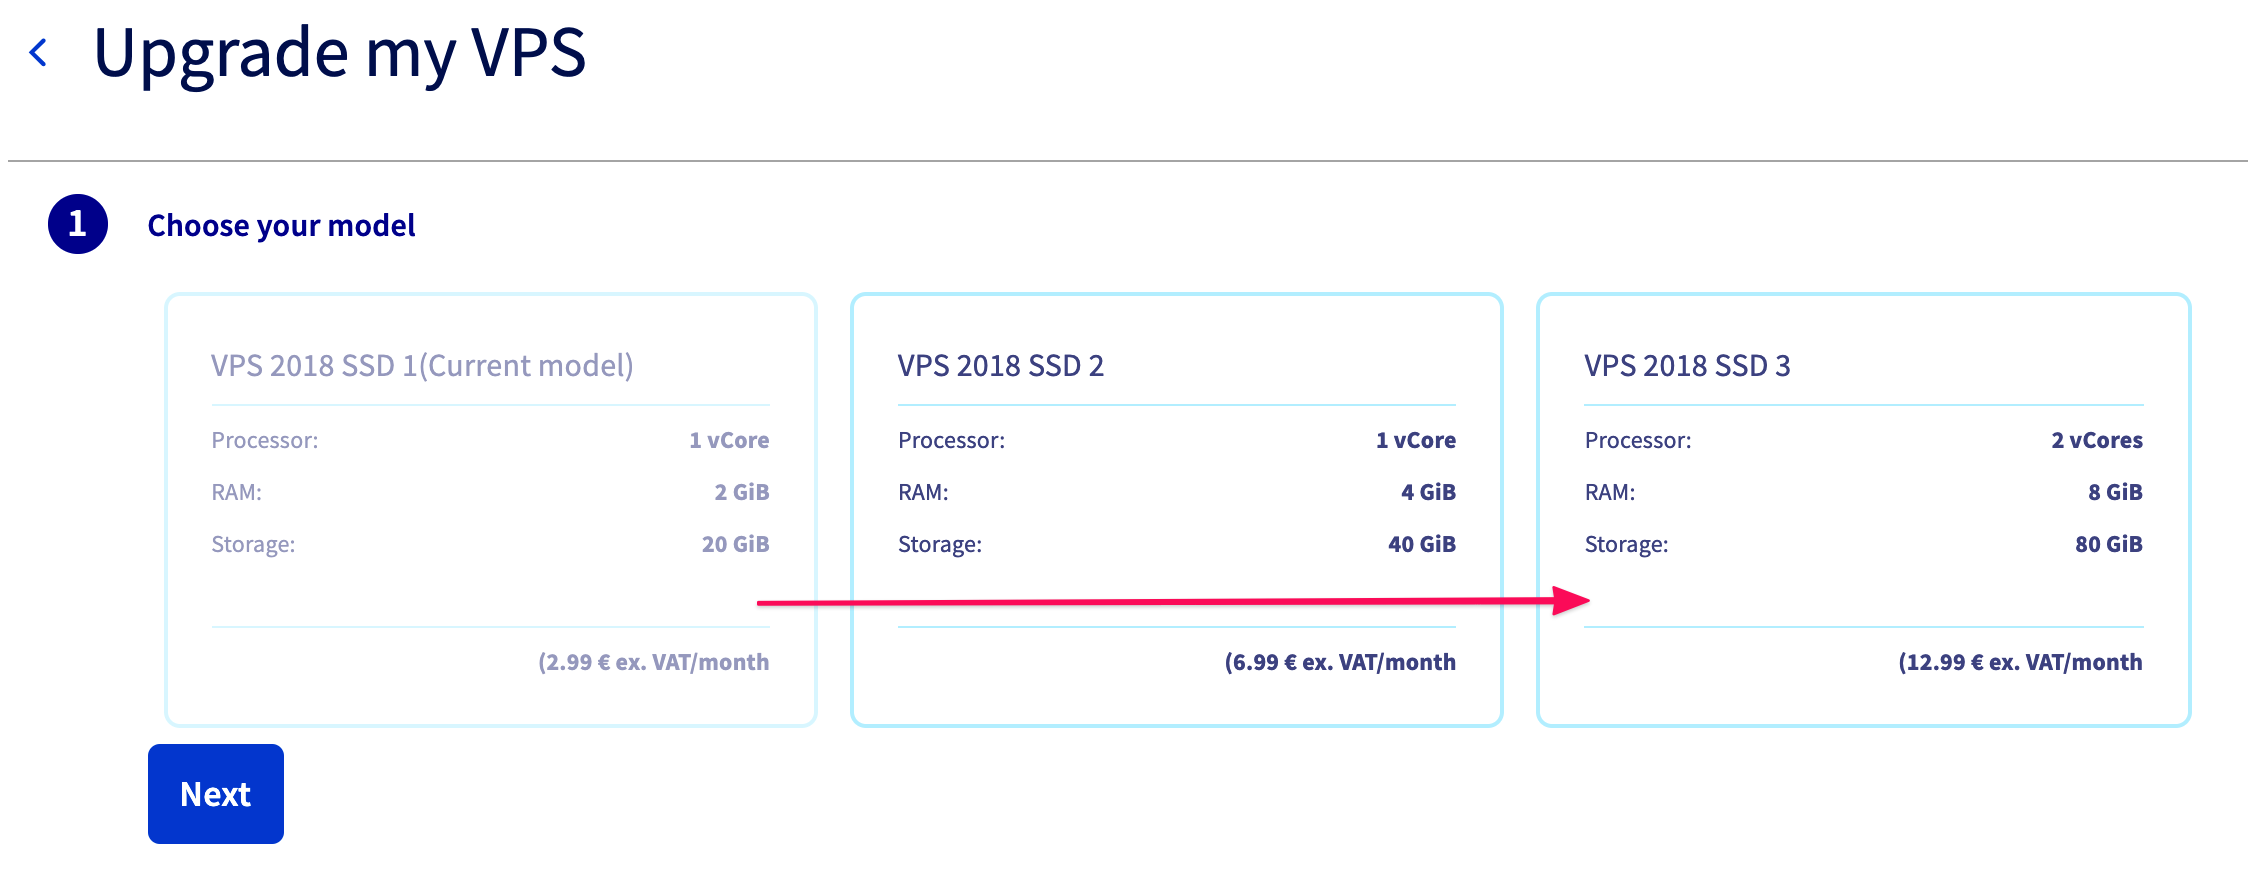 Upgrade my VPS
1 Choose your model
VPS 2018 SSD 1(Current model)
Processor: 1 vCore
RAM: 2 GiB
Storage: 20 GiB
(2.99 € ex. VAT/month
VPS 2018 SSD 2
Processor: 1 vCore
RAM: 4 GiB
Storage: 40 GiB
(6.99 € ex. VAT/month
VPS 2018 SSD 3
Processor: 2 vCores
RAM: 8 GiB
Storage: 80 GiB
(12.99 € ex. VAT/month
Next